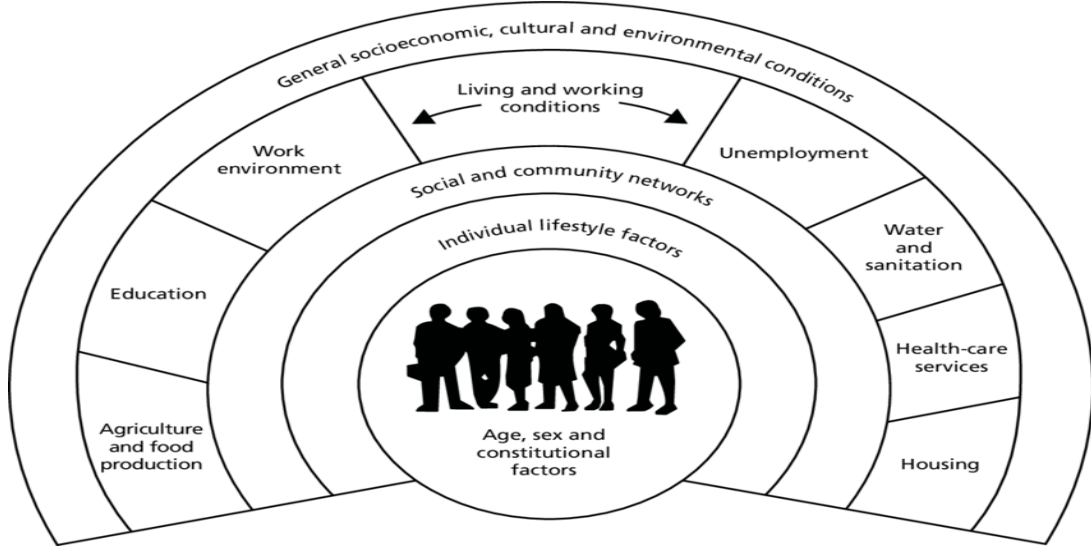 General socioeconomic, cultural and environmental conditions
Living and working
conditions
Work
environment
Unemployment
Social and community networks
Individual lifestyle factors
Water
and
sanitation
Education
Health-care
services
Agriculture
and food
production
Age, sex and
constitutional
factors
Housing